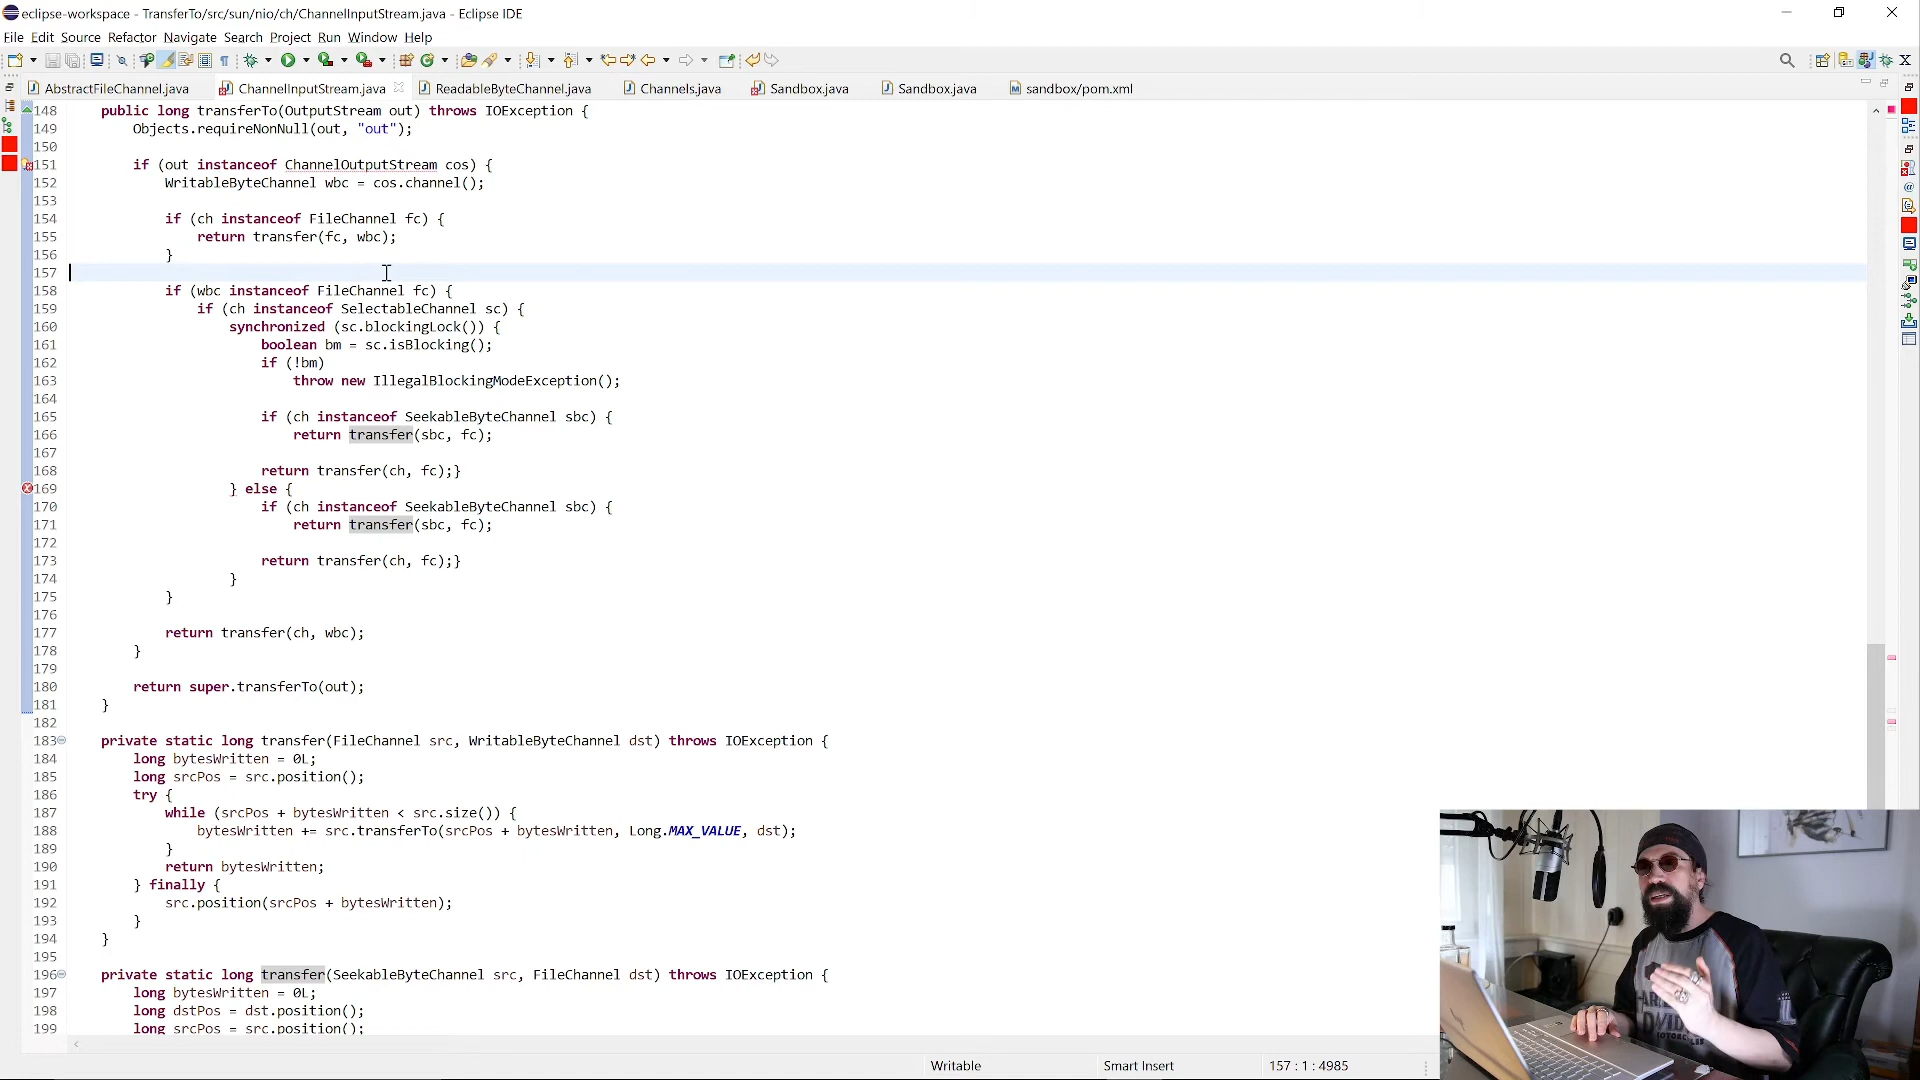 eclipse-workspace - TransferTo/src/sun/nio/ch/ChannelInputStream.java - Eclipse IDE
File Edit Source Refactor Navigate Search Project Run Window Help
AbstractFileChannel.java ChannelInputStream.java ReadableByteChannel.java Channels.java Sandbox.java Sandbox.java sandbox/pom.xml
148 public long transferTo(OutputStream out) throws IOException {
149 Objects.requireNonNull(out, "out");
150
151 if (out instanceof ChannelOutputStream cos) {
152 WritableByteChannel wbc = cos.channel();
153
154 if (ch instanceof FileChannel fc) {
155 return transfer(fc, wbc);
156 }
157
158 if (wbc instanceof FileChannel fc) {
159 if (ch instanceof SelectableChannel sc) {
160 synchronized (sc.blockingLock()) {
161 boolean bm = sc.isBlocking();
162 if (!bm)
163 throw new IllegalBlockingModeException();
164
165 if (ch instanceof SeekableByteChannel sbc) {
166 return transfer(sbc, fc);
167
168 return transfer(ch, fc);}
169 } else {
170 if (ch instanceof SeekableByteChannel sbc) {
171 return transfer(sbc, fc);
172
173 return transfer(ch, fc);}
174 }
175 }
176
177 return transfer(ch, wbc);
178 }
179
180 return super.transferTo(out);
181 }
182
183 private static long transfer(FileChannel src, WritableByteChannel dst) throws IOException {
184 long bytesWritten = 0L;
185 long srcPos = src.position();
186 try {
187 while (srcPos + bytesWritten < src.size()) {
188 bytesWritten += src.transferTo(srcPos + bytesWritten, Long.MAX_VALUE, dst);
189 }
190 return bytesWritten;
191 } finally {
192 src.position(srcPos + bytesWritten);
193 }
194 }
195
196 private static long transfer(SeekableByteChannel src, FileChannel dst) throws IOException {
197 long bytesWritten = 0L;
198 long dstPos = dst.position();
199 long srcPos = src.position();
Writable Smart Insert 157 : 1 : 4985